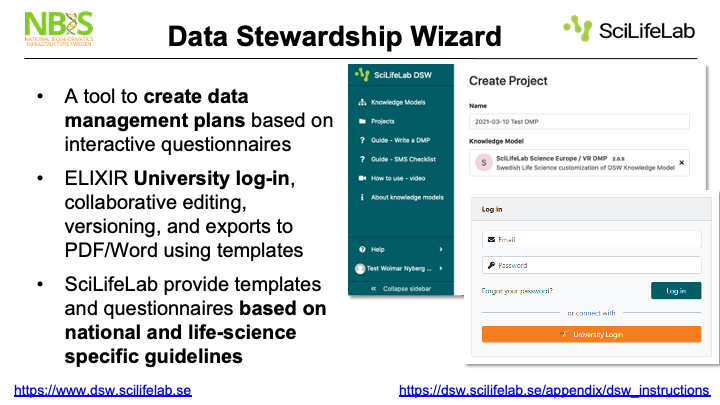 NBIS
NATIONAL BIOINFORMATICS
INFRASTRUCTURE SWEDEN
Data Stewardship Wizard
SciLifeLab
• A tool to create data
management plans based on
interactive questionnaires
• ELIXIR University log-in,
collaborative editing,
versioning, and exports to
PDF/Word using templates
• SciLifeLab provide templates
and questionnaires based on
national and life-science
specific guidelines
SciLifeLab DSW
Knowledge Models
Projects
Guide - Write a DMP
Guide - SMS Checklist
How to use - video
About knowledge models
Help
Test Wolmar Nyberg ...
Collapse sidebar
Create Project
Name
2021-03-10 Test DMP
Knowledge Model
S
SciLifeLab Science Europe / VR DMP 2.0.6
Swedish Life Science customization of DSW Knowledge Model
Log in
Email
Password
Forgot your password?
Log in
or connect with
University Login
https://www.dsw.scilifelab.se
https://dsw.scilifelab.se/appendix/dsw_instructions